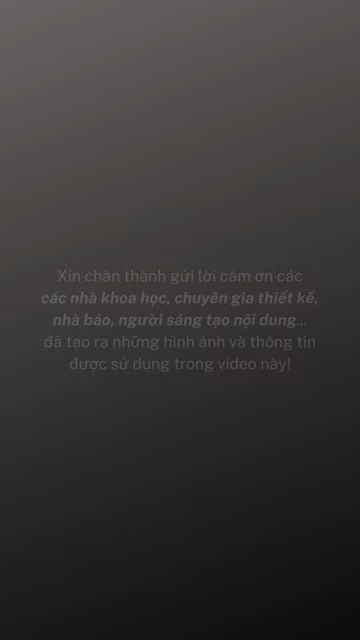 Xin chân thành gửi lời cảm ơn các
các nhà khoa học, chuyên gia thiết kế,
nhà báo, người sáng tạo nội dung...
đã tạo ra những hình ảnh và thông tin
được sử dụng trong video này!